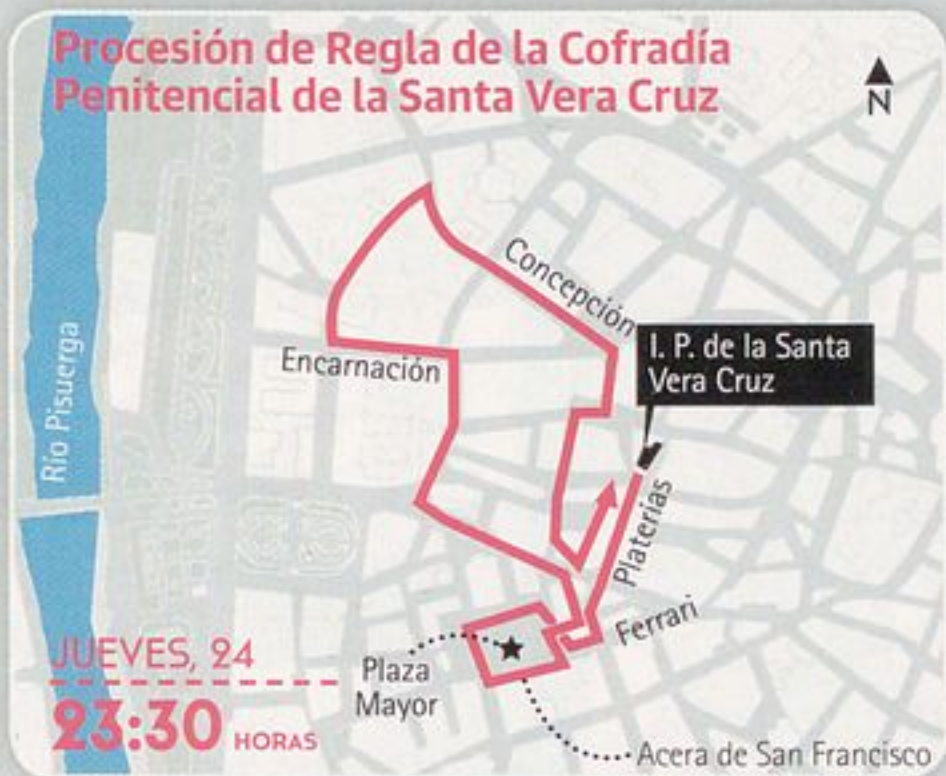 Procesión de Regla de la Cofradía
Penitencial de la Santa Vera Cruz
N
Concepción
I. P. de la Santa
Vera Cruz
Encarnación
Río Pisuerga
Platerías
Ferrari
JUEVES, 24
Plaza
Mayor
23:30 HORAS
Acera de San Francisco